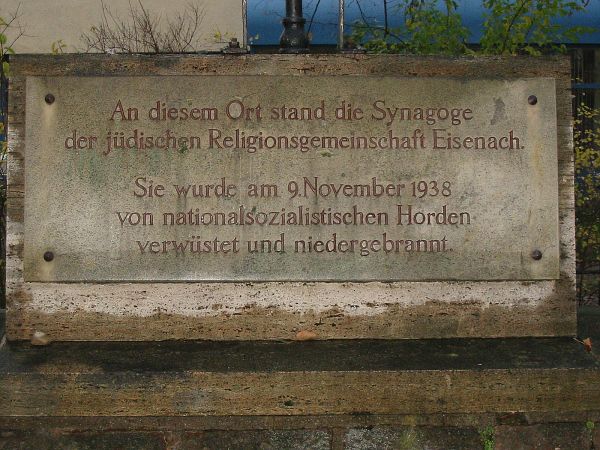 An diesem Ort stand die Synagoge
der jüdischen Religionsgemeinschaft Eisenach.
Sie wurde am 9. November 1938
von nationalsozialistischen Horden
verwüstet und niedergebrannt.